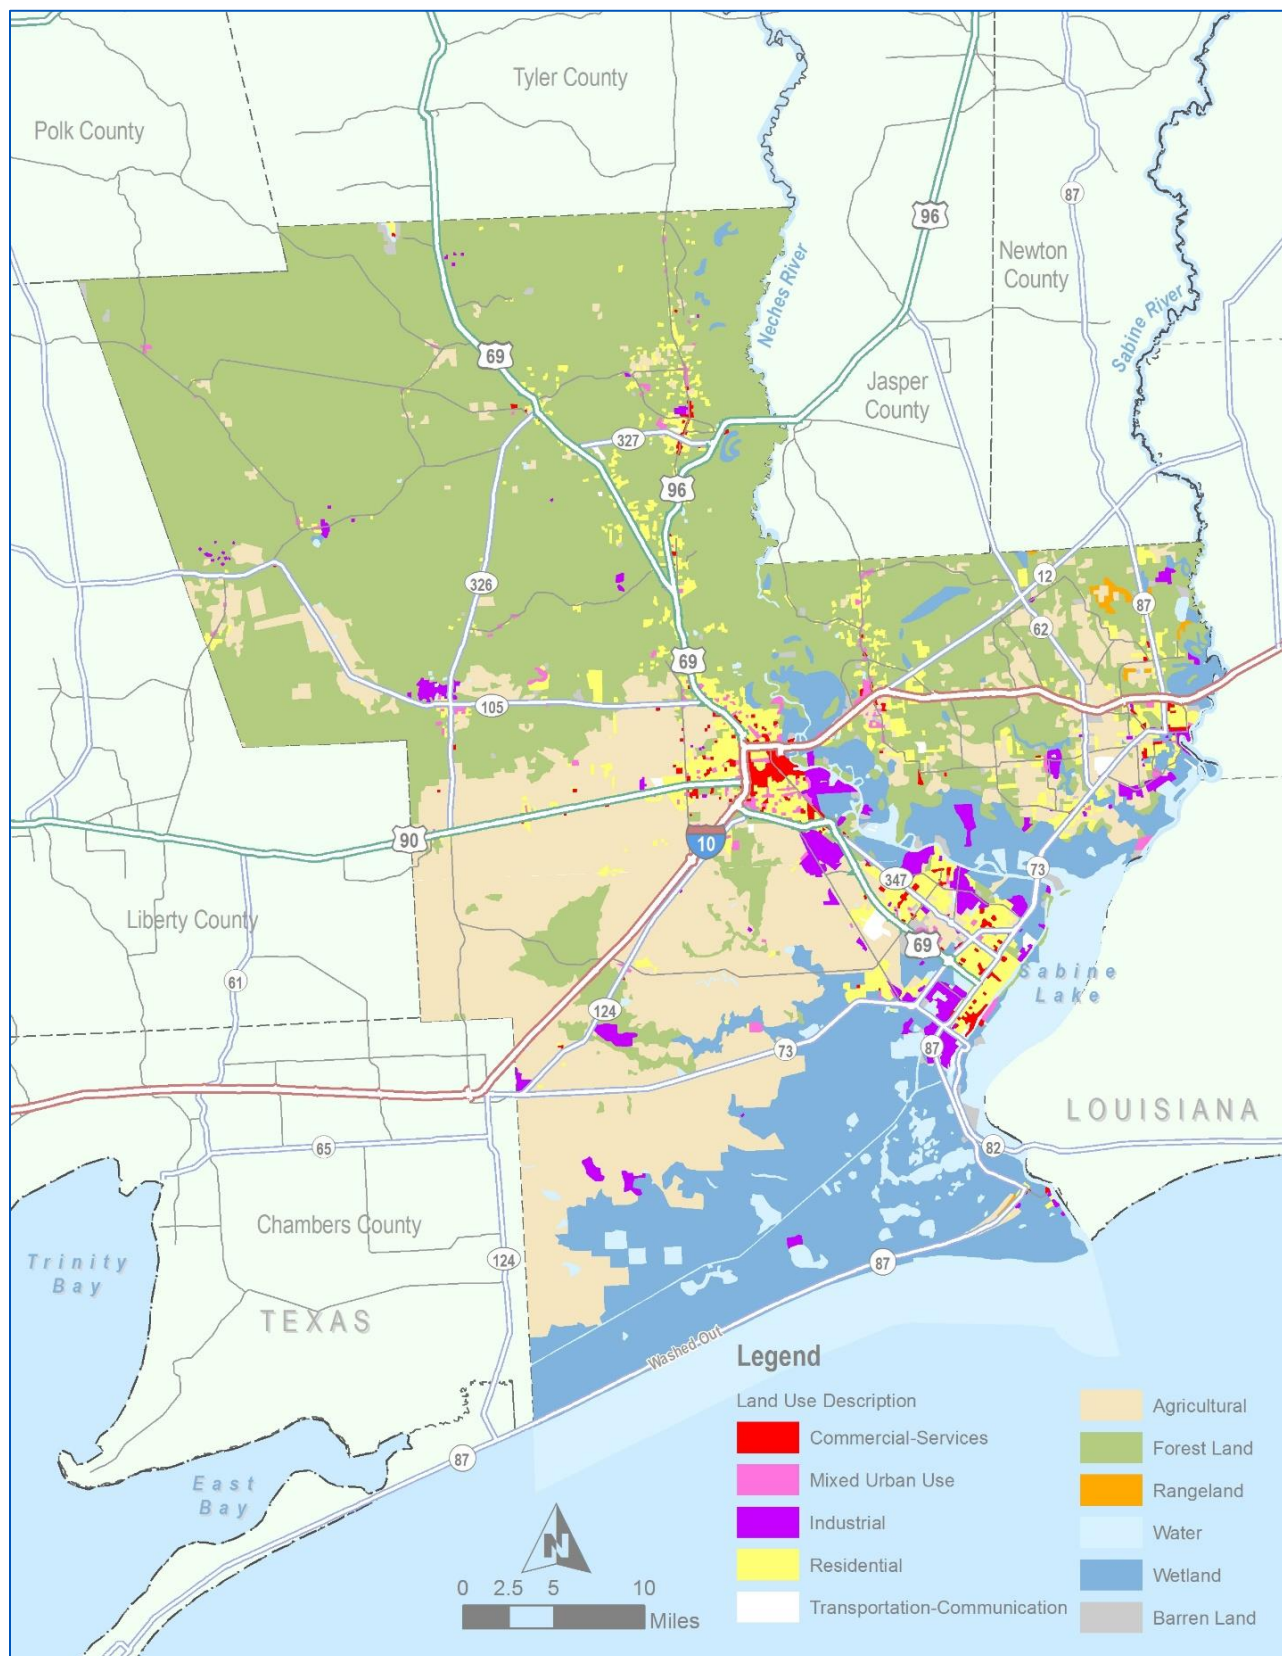 Tyler County
Polk County
87
96
Newton
County
Neches River
Sabine River
69
Jasper
County
327
96
12
326
87
62
69
105
90
10
73
347
Liberty County
69
61
Sabine
Lake
124
73
87
LOUISIANA
65
82
Chambers County
Trinity
Bay
124
87
TEXAS
Washed-Out
Legend
Land Use Description
Commercial-Services
Mixed Urban Use
Industrial
Residential
Transportation-Communication
Agricultural
Forest Land
Rangeland
Water
Wetland
Barren Land
87
East
Bay
N
0 2.5 5 10
Miles